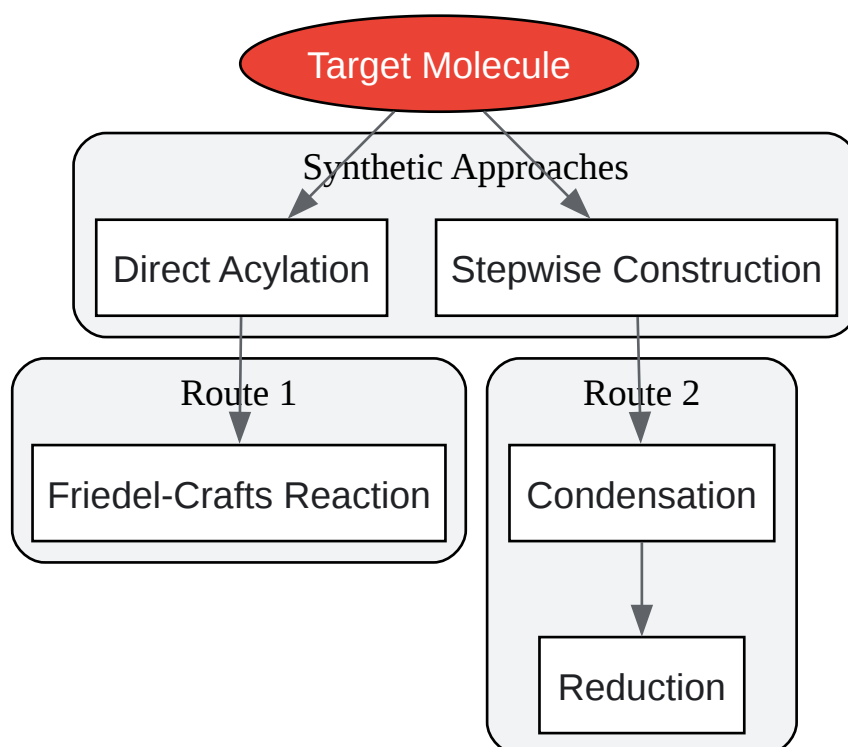 Target Molecule
Synthetic Approaches
Direct Acylation
Stepwise Construction
Route 1
Route 2
Friedel-Crafts Reaction
Condensation
Reduction